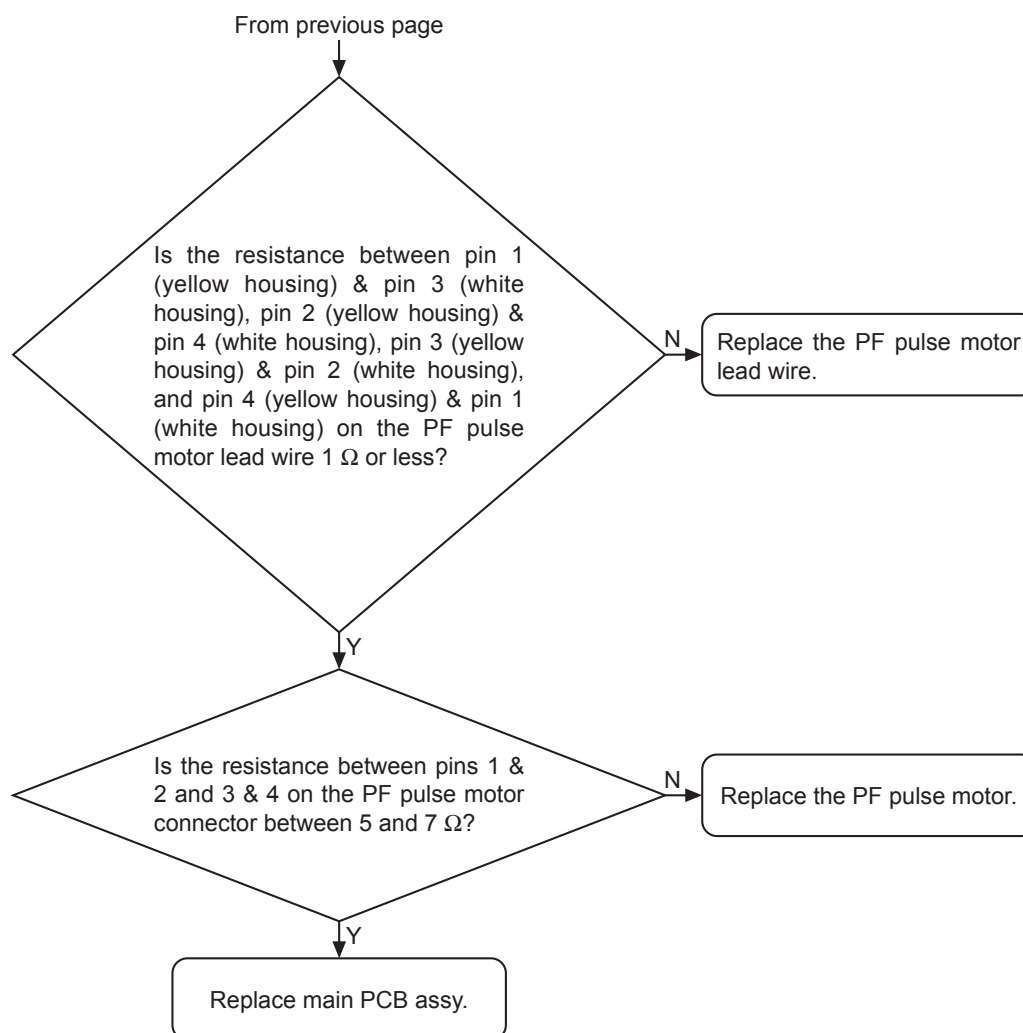 From previous page
Is the resistance between pin 1
(yellow housing) & pin 3 (white
housing), pin 2 (yellow housing) &
pin 4 (white housing), pin 3 (yellow
housing) & pin 2 (white housing),
and pin 4 (yellow housing) & pin 1
(white housing) on the PF pulse
motor lead wire 1 Ω or less?
N
Replace the PF pulse motor
lead wire.
Y
Is the resistance between pins 1 &
2 and 3 & 4 on the PF pulse motor
connector between 5 and 7 Ω?
N
Replace the PF pulse motor.
Y
Replace main PCB assy.